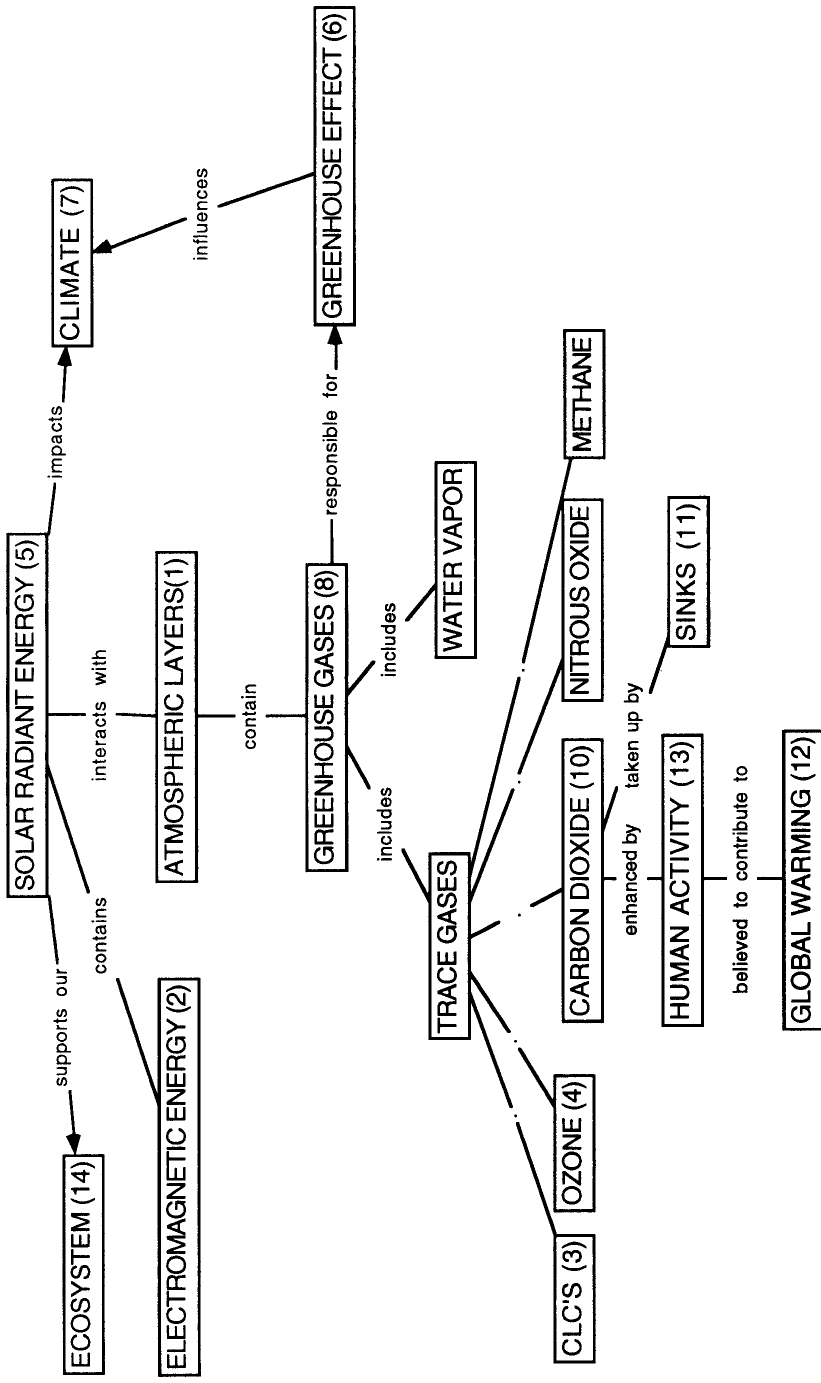 SOLAR RADIANT ENERGY (5)
supports our
contains
interacts with
impacts
ECOSYSTEM (14)
ELECTROMAGNETIC ENERGY (2)
ATMOSPHERIC LAYERS(1)
CLIMATE (7)
contain
influences
GREENHOUSE GASES (8)
responsible for
GREENHOUSE EFFECT (6)
includes
includes
TRACE GASES
WATER VAPOR
CLC'S (3)
OZONE (4)
CARBON DIOXIDE (10)
NITROUS OXIDE
METHANE
enhanced by
taken up by
HUMAN ACTIVITY (13)
SINKS (11)
believed to contribute to
GLOBAL WARMING (12)